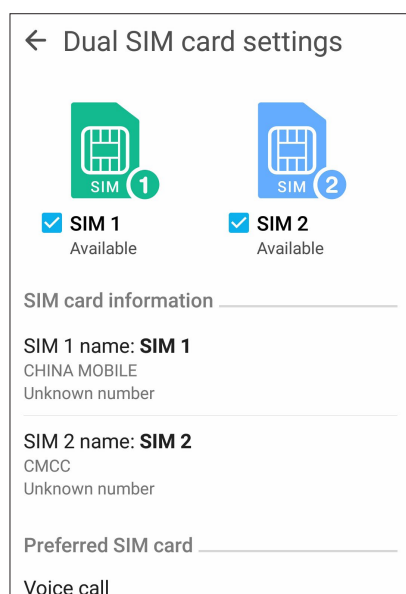 Dual SIM card settings
SIM 1
SIM 2
SIM 1
SIM 2
Available
Available
SIM card information
SIM 1 name: SIM 1
CHINA MOBILE
Unknown number
SIM 2 name: SIM 2
CMCC
Unknown number
Preferred SIM card
Voice call